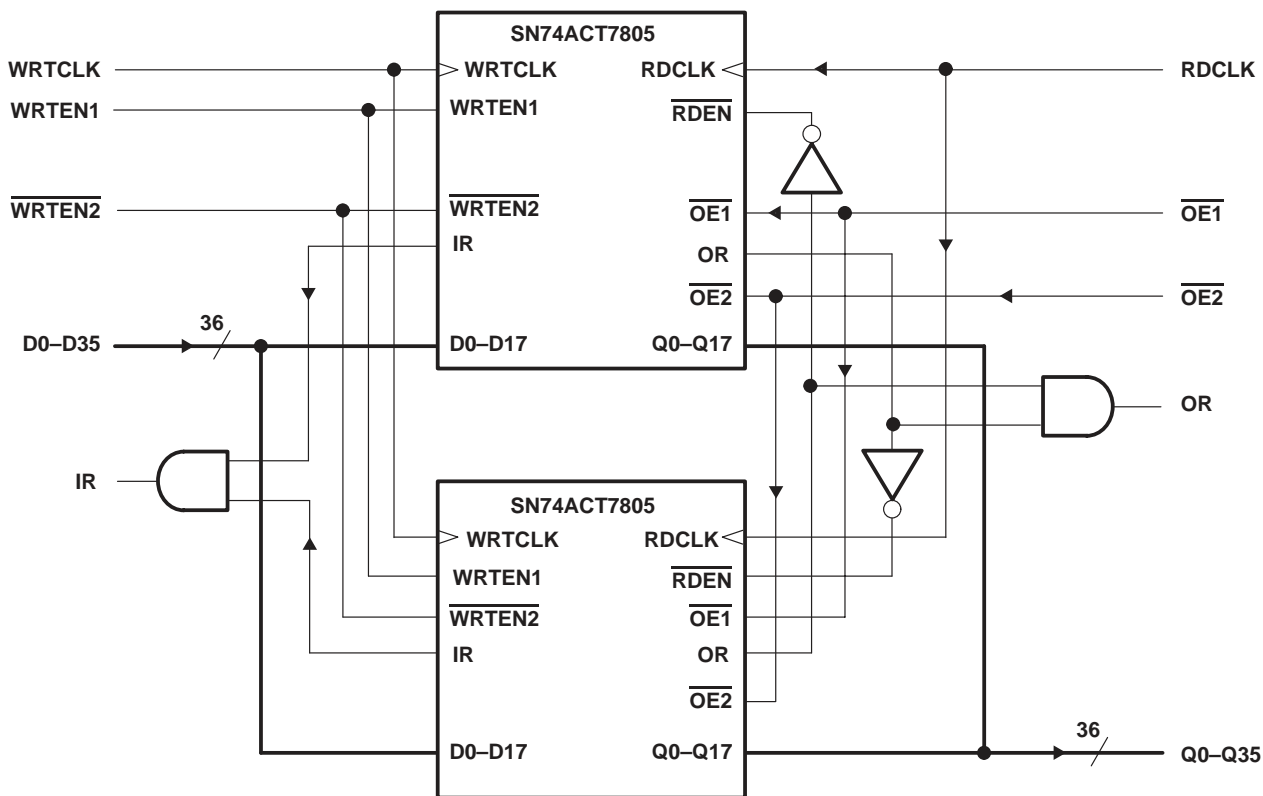 SN74ACT7805
WRTCLK WRTCLK RDCLK RDCLK
WRTEN1 WRTEN1 RDEN
WRTEN2 WRTEN2 OE1 OE1
IR OR
OE2 OE2
D0–D35 36 D0–D17 Q0–Q17
OR
IR
SN74ACT7805
WRTCLK RDCLK
WRTEN1 RDEN
WRTEN2 OE1
IR OR
OE2
D0–D17 Q0–Q17 36 Q0–Q35